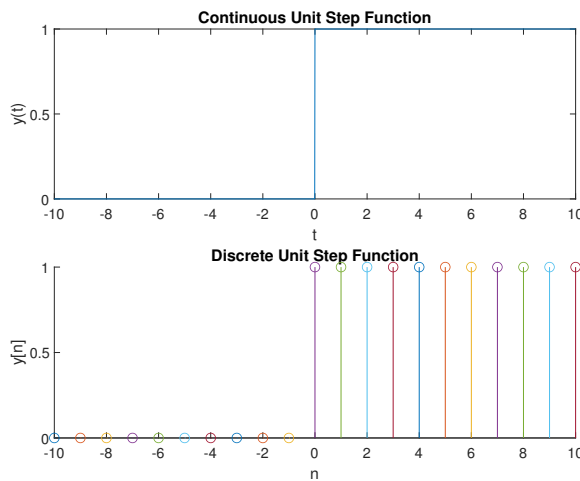 Continuous Unit Step Function
1
0.5
0
y(t)
-10 -8 -6 -4 -2 0 2 4 6 8 10
t
Discrete Unit Step Function
1
0.5
0
y[n]
-10 -8 -6 -4 -2 0 2 4 6 8 10
n